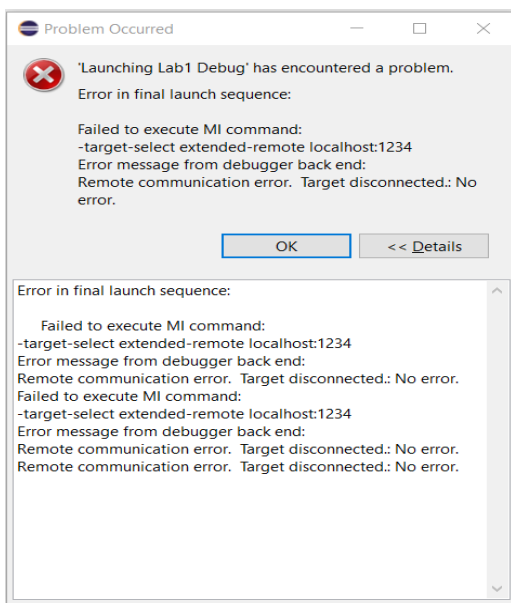 Problem Occurred
'Launching Lab1 Debug' has encountered a problem.
Error in final launch sequence:
Failed to execute MI command:
-target-select extended-remote localhost:1234
Error message from debugger back end:
Remote communication error.  Target disconnected.: No
error.
OK
<< Details
Error in final launch sequence:
Failed to execute MI command:
-target-select extended-remote localhost:1234
Error message from debugger back end:
Remote communication error.  Target disconnected.: No error.
Failed to execute MI command:
-target-select extended-remote localhost:1234
Error message from debugger back end:
Remote communication error.  Target disconnected.: No error.
Remote communication error.  Target disconnected.: No error.